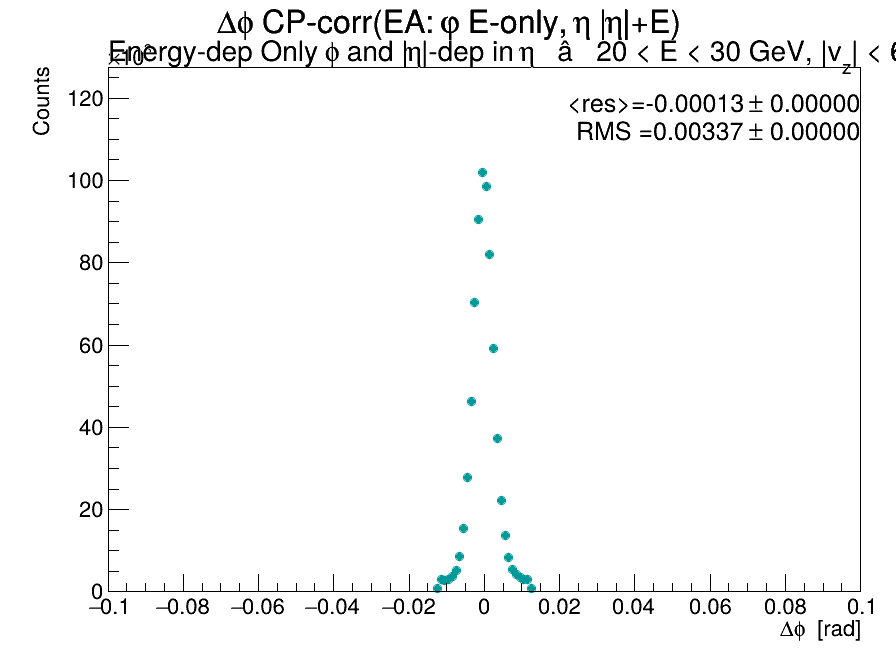 Δϕ CP-corr(EA: φ E-only, η |η|+E)
Energy-dep Only ϕ and |η|-dep in η â 20 < E < 30 GeV, |v_z| < 6
Counts
<res>=-0.00013 ± 0.00000
RMS =0.00337 ± 0.00000
120
100
80
60
40
20
0
−0.1 −0.08 −0.06 −0.04 −0.02 0 0.02 0.04 0.06 0.08 0.1
Δϕ [rad]